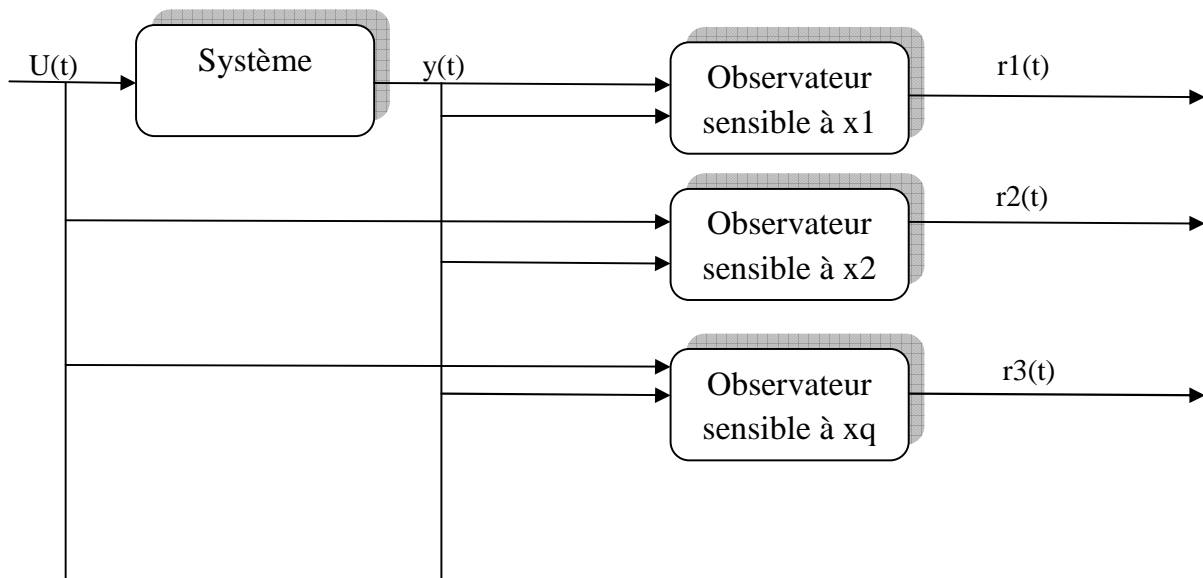 U(t)
Système
y(t)
Observateur
sensible à x1
r1(t)
Observateur
sensible à x2
r2(t)
Observateur
sensible à xq
r3(t)